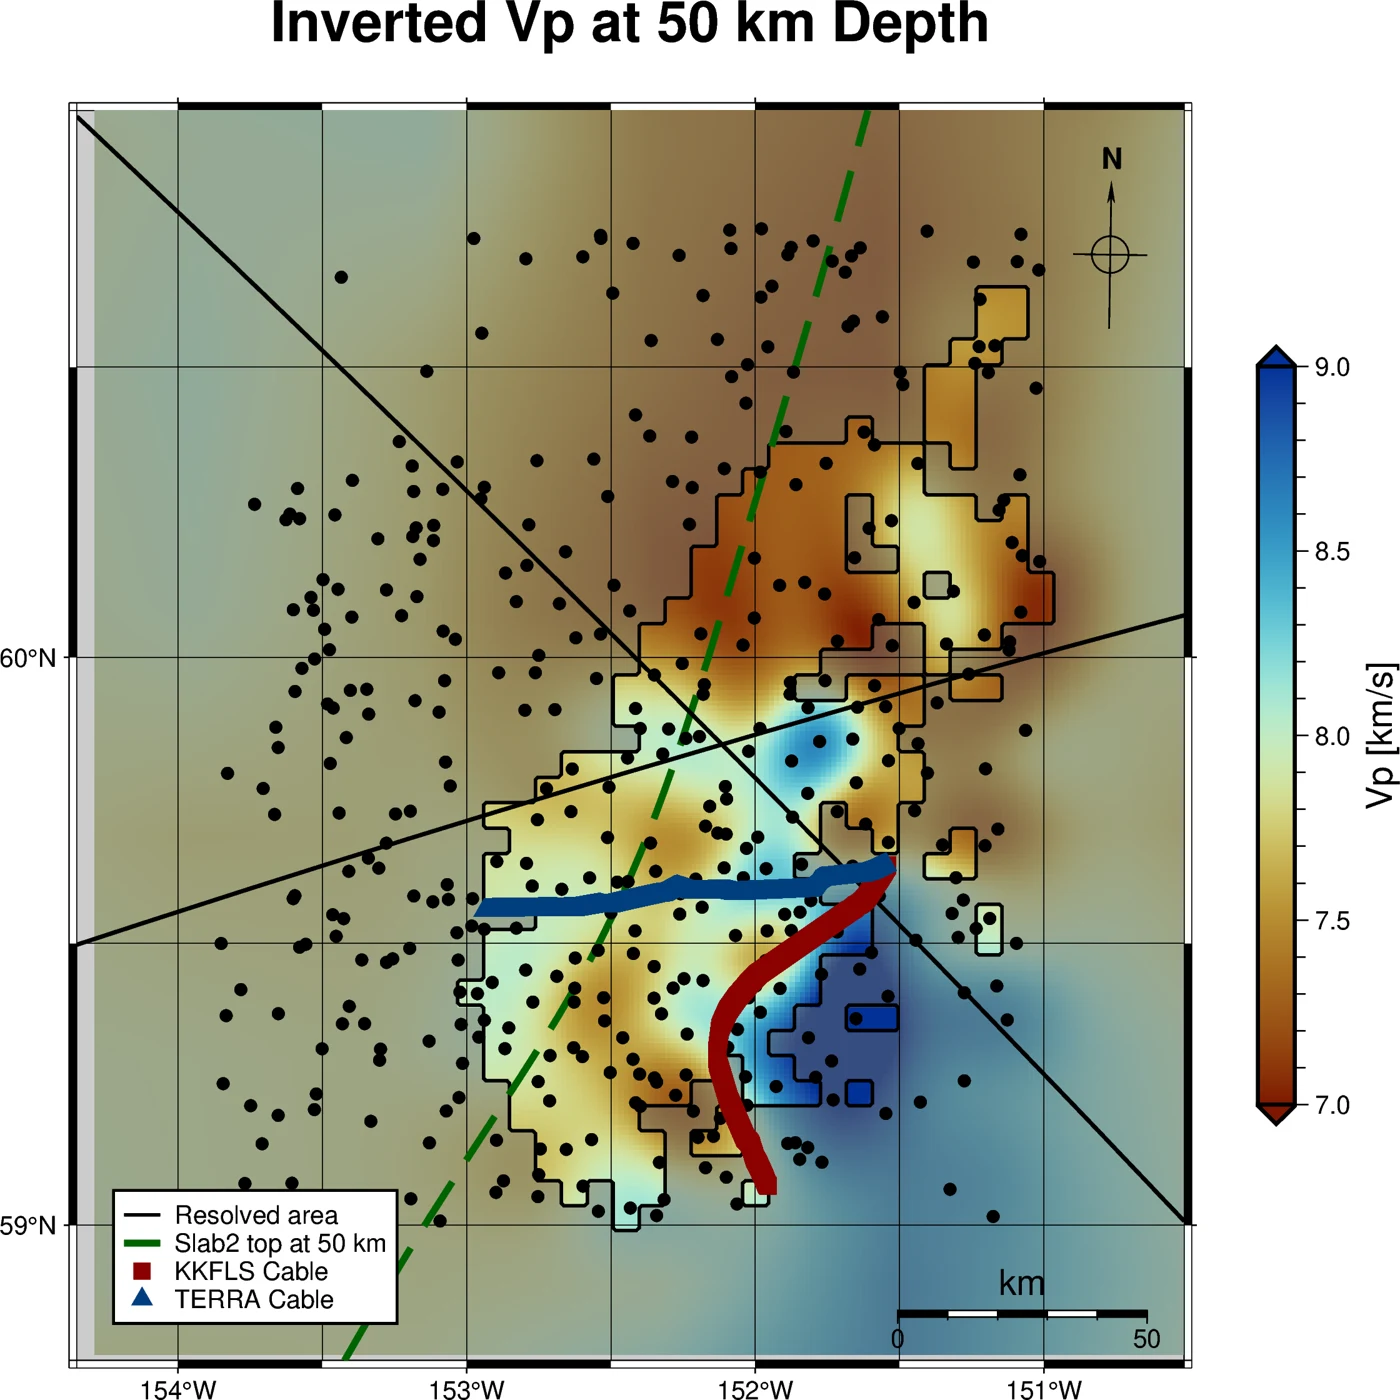 Inverted Vp at 50 km Depth
N
9.0
8.5
8.0
7.5
7.0
Vp [km/s]
60°N
59°N
Resolved area
Slab2 top at 50 km
KKFLS Cable
TERRA Cable
km
0 50
154°W 153°W 152°W 151°W